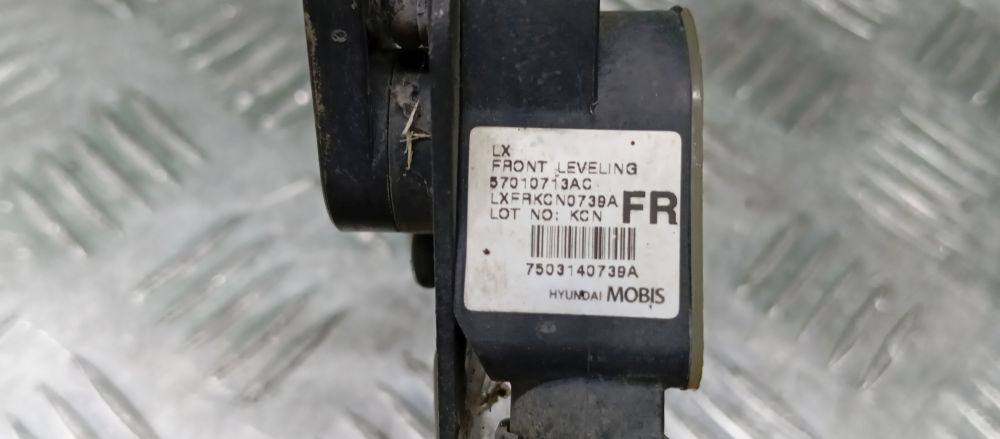 LX
FRONT LEVELING
57010713AC
LXFRKCN0739A
LOT NO: KCN
FR
7503140739A
HYUNDAI MOBIS